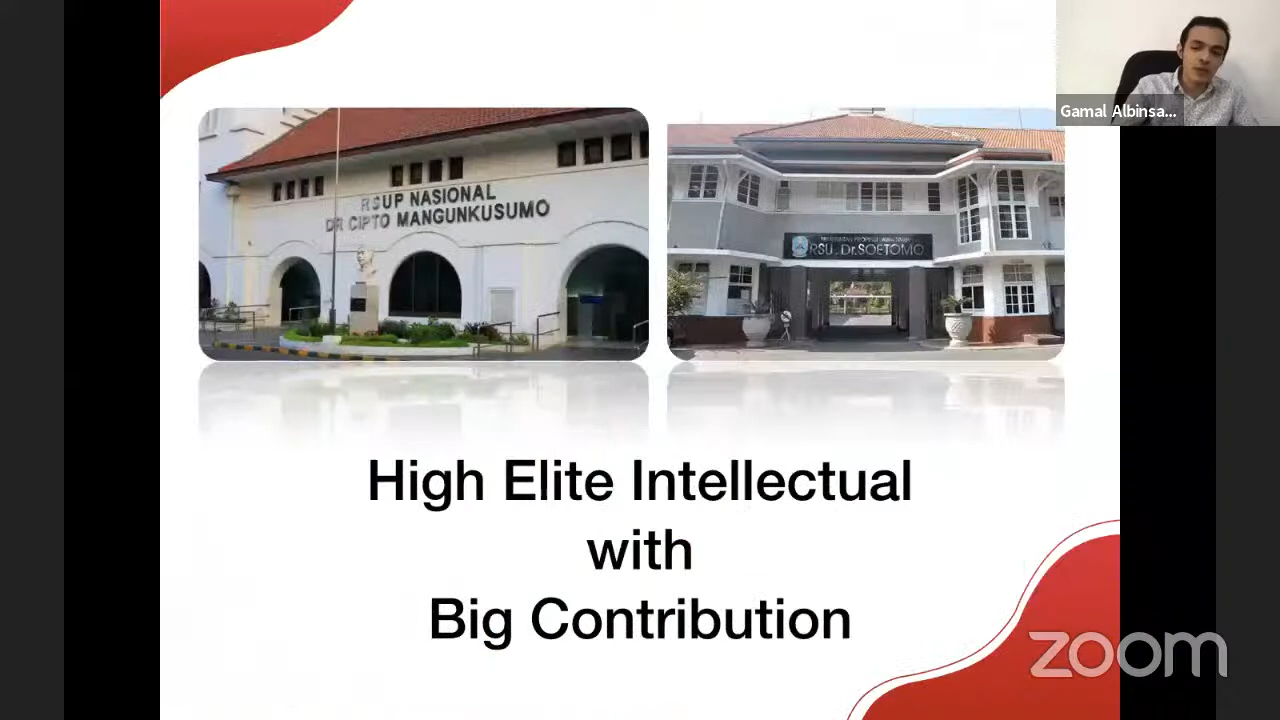 Gamal Albinsa...
RSUP NASIONAL
DR CIPTO MANGUNKUSUMO
RSU. Dr.SOETOMO
High Elite Intellectual
with
Big Contribution
zoom